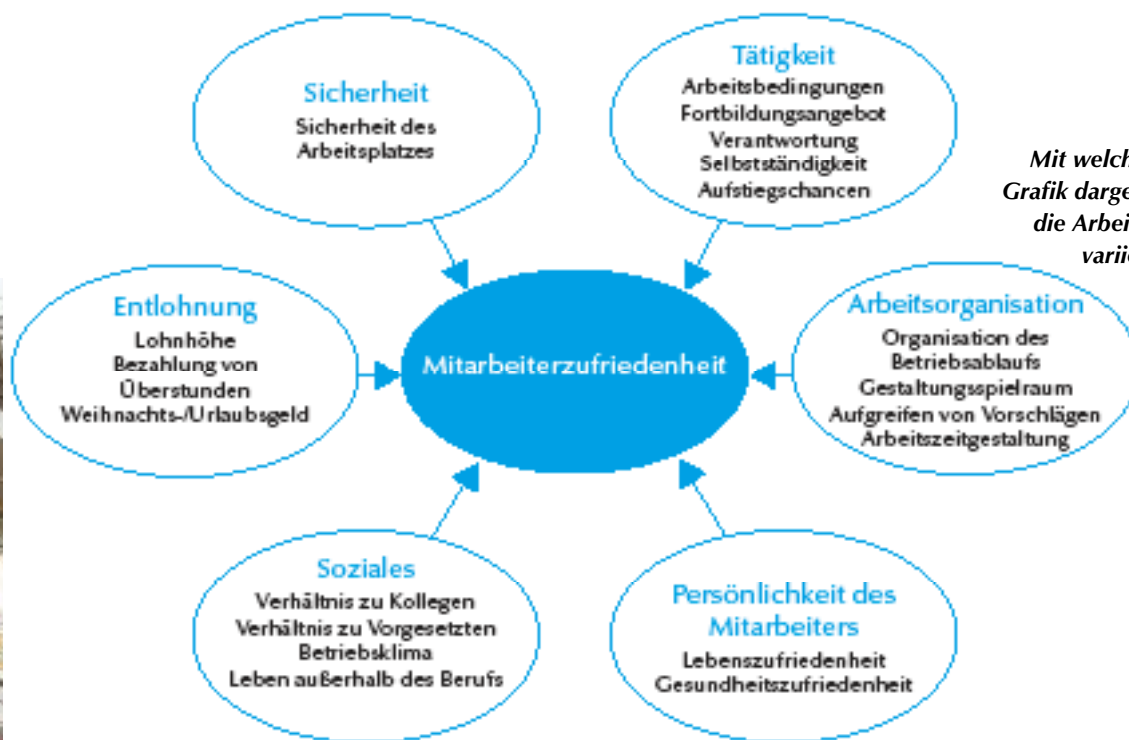 Sicherheit
Sicherheit des
Arbeitsplatzes
Tätigkeit
Arbeitsbedingungen
Fortbildungsangebot
Verantwortung
Selbstständigkeit
Aufstiegschancen
Mit welch
Grafik darge
die Arbei
variie
Entlohnung
Lohnhöhe
Bezahlung von
Überstunden
Weihnachts-/Urlaubsgeld
Mitarbeiterzufriedenheit
Arbeitsorganisation
Organisation des
Betriebsablaufs
Gestaltungsspielraum
Aufgreifen von Vorschlägen
Arbeitszeitgestaltung
Soziales
Verhältnis zu Kollegen
Verhältnis zu Vorgesetzten
Betriebsklima
Leben außerhalb des Berufs
Persönlichkeit des
Mitarbeiters
Lebenszufriedenheit
Gesundheitszufriedenheit